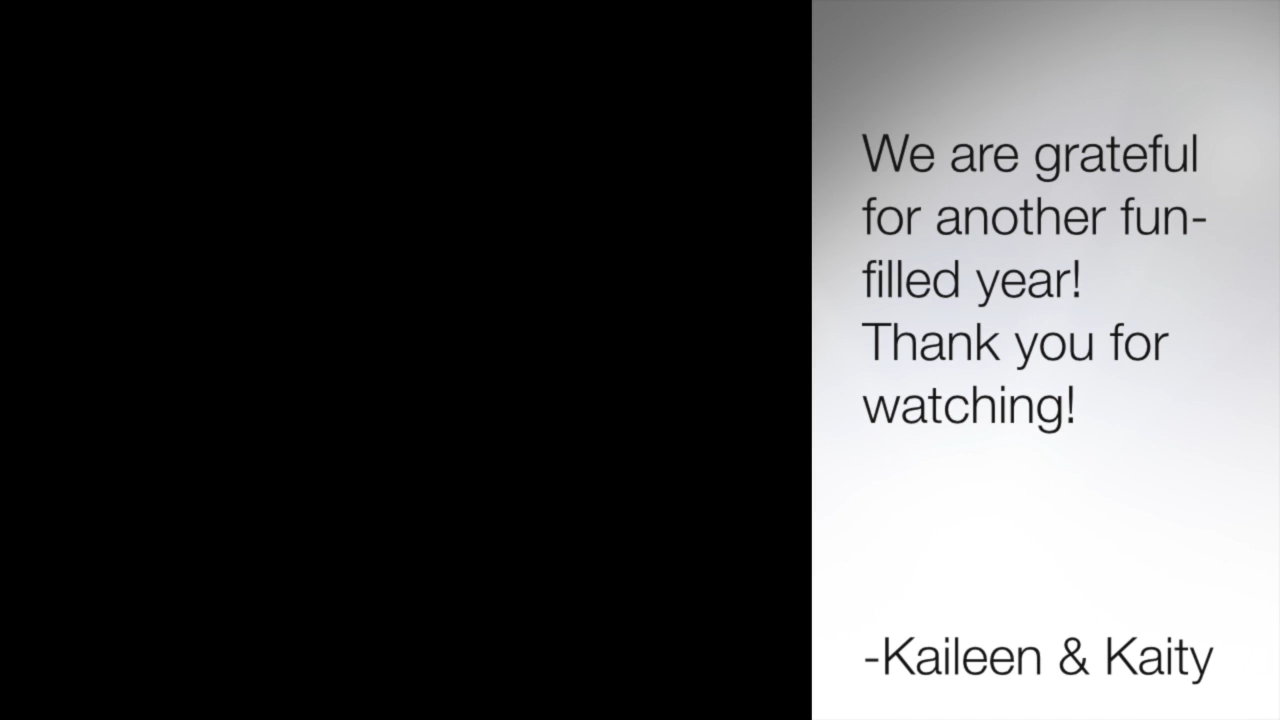 We are grateful
for another fun-
filled year!
Thank you for
watching!
-Kaileen & Kaity